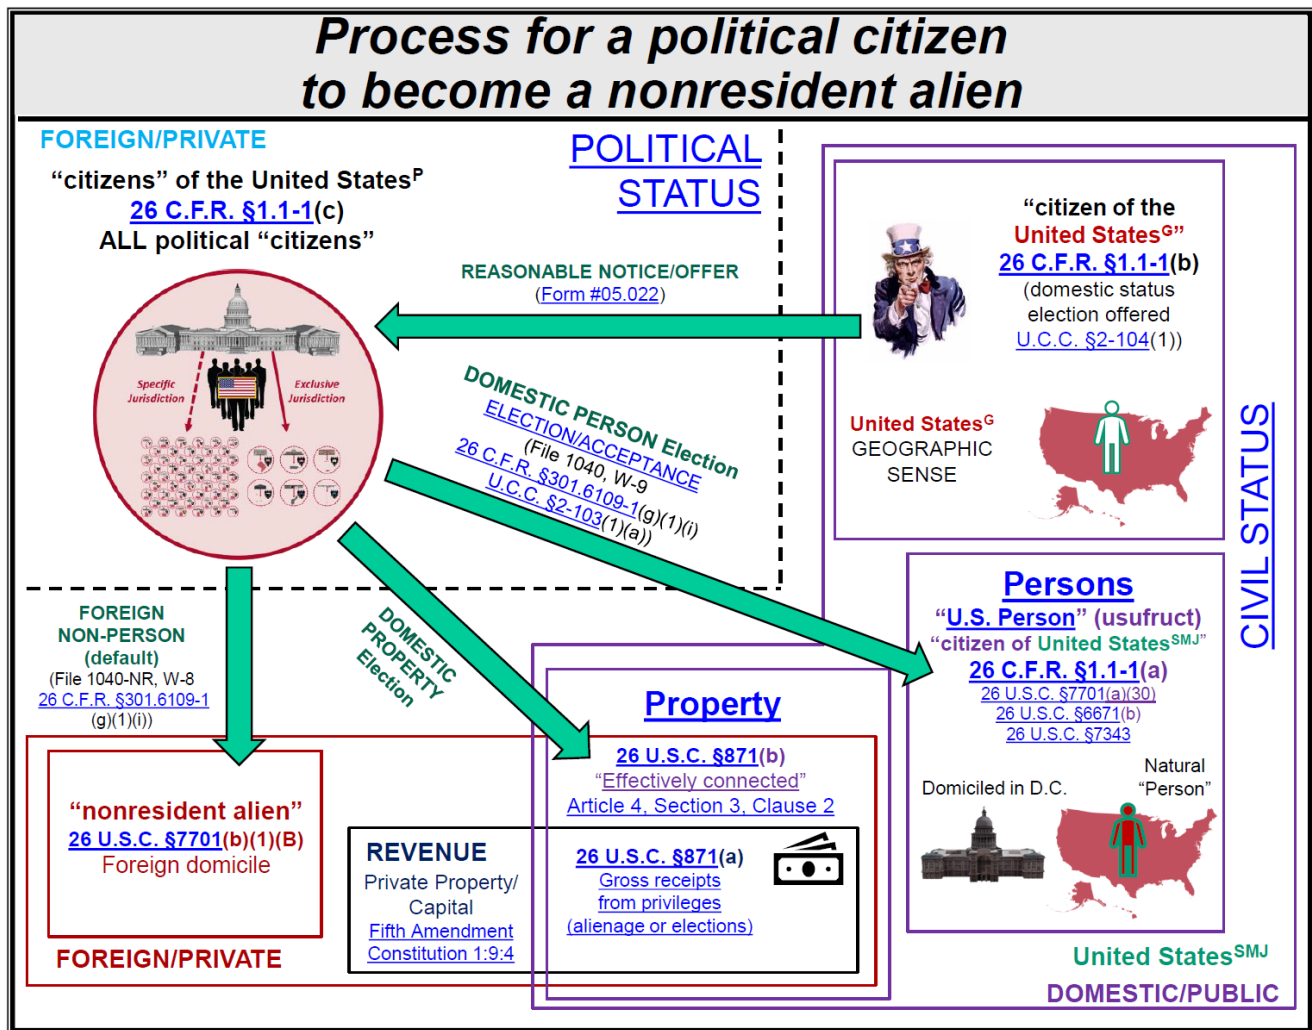 Process for a political citizen
to become a nonresident alien
FOREIGN/PRIVATE
"citizens" of the United Statesᴾ
26 C.F.R. §1.1-1(c)
ALL political "citizens"
Specific
Jurisdiction
Exclusive
Jurisdiction
POLITICAL
STATUS
REASONABLE NOTICE/OFFER
(Form #05.022)
"citizen of the
United Statesᴳ"
26 C.F.R. §1.1-1(b)
(domestic status
election offered
U.C.C. §2-104(1))
United Statesᴳ
GEOGRAPHIC
SENSE
CIVIL STATUS
DOMESTIC PERSON Election
ELECTION/ACCEPTANCE
(File 1040, W-9
26 C.F.R. §301.6109-1(g)(1)(i)
U.C.C. §2-103(1)(a))
FOREIGN
NON-PERSON
(default)
(File 1040-NR, W-8
26 C.F.R. §301.6109-1
(g)(1)(i))
DOMESTIC
PROPERTY
Election
Persons
"U.S. Person" (usufruct)
"citizen of United Statesˢᴹᴶ"
26 C.F.R. §1.1-1(a)
26 U.S.C. §7701(a)(30)
26 U.S.C. §6671(b)
26 U.S.C. §7343
Domiciled in D.C.
Natural
"Person"
United Statesˢᴹᴶ
DOMESTIC/PUBLIC
Property
26 U.S.C. §871(b)
"Effectively connected"
Article 4, Section 3, Clause 2
"nonresident alien"
26 U.S.C. §7701(b)(1)(B)
Foreign domicile
FOREIGN/PRIVATE
REVENUE
Private Property/
Capital
Fifth Amendment
Constitution 1:9:4
26 U.S.C. §871(a)
Gross receipts
from privileges
(alienage or elections)